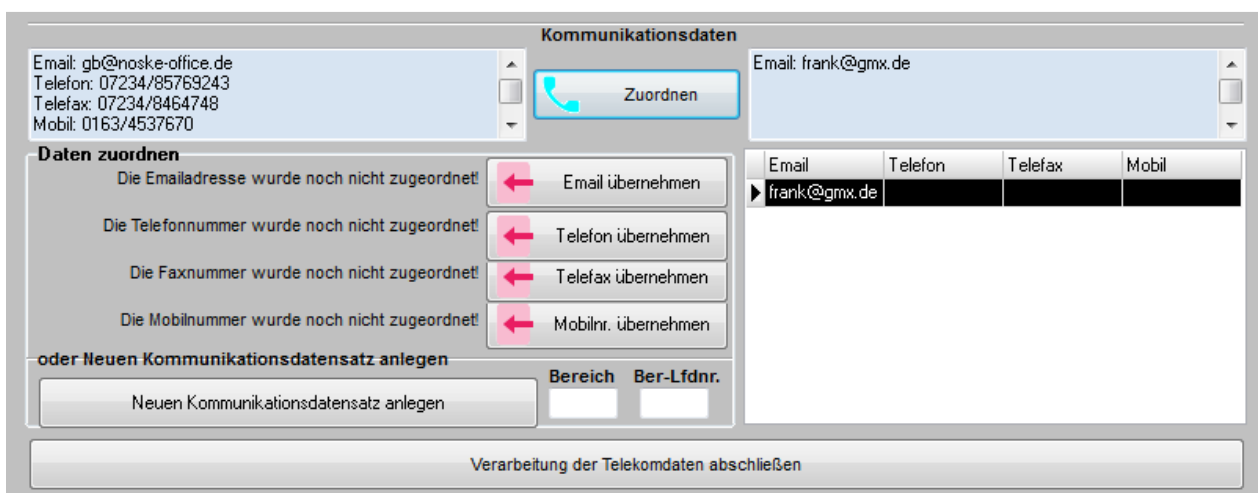 Kommunikationsdaten
Email: gb@noske-office.de
Telefon: 07234/85769243
Telefax: 07234/8464748
Mobil: 0163/4537670
Zuordnen
Email: frank@gmx.de
Daten zuordnen
Die Emailadresse wurde noch nicht zugeordnet!
Email übernehmen
Die Telefonnummer wurde noch nicht zugeordnet!
Telefon übernehmen
Die Faxnummer wurde noch nicht zugeordnet!
Telefax übernehmen
Die Mobilnummer wurde noch nicht zugeordnet!
Mobilnr. übernehmen
oder Neuen Kommunikationsdatensatz anlegen
Neuen Kommunikationsdatensatz anlegen
Bereich Ber-Lfdnr.
Email Telefon Telefax Mobil
frank@gmx.de
Verarbeitung der Telekomdaten abschließen